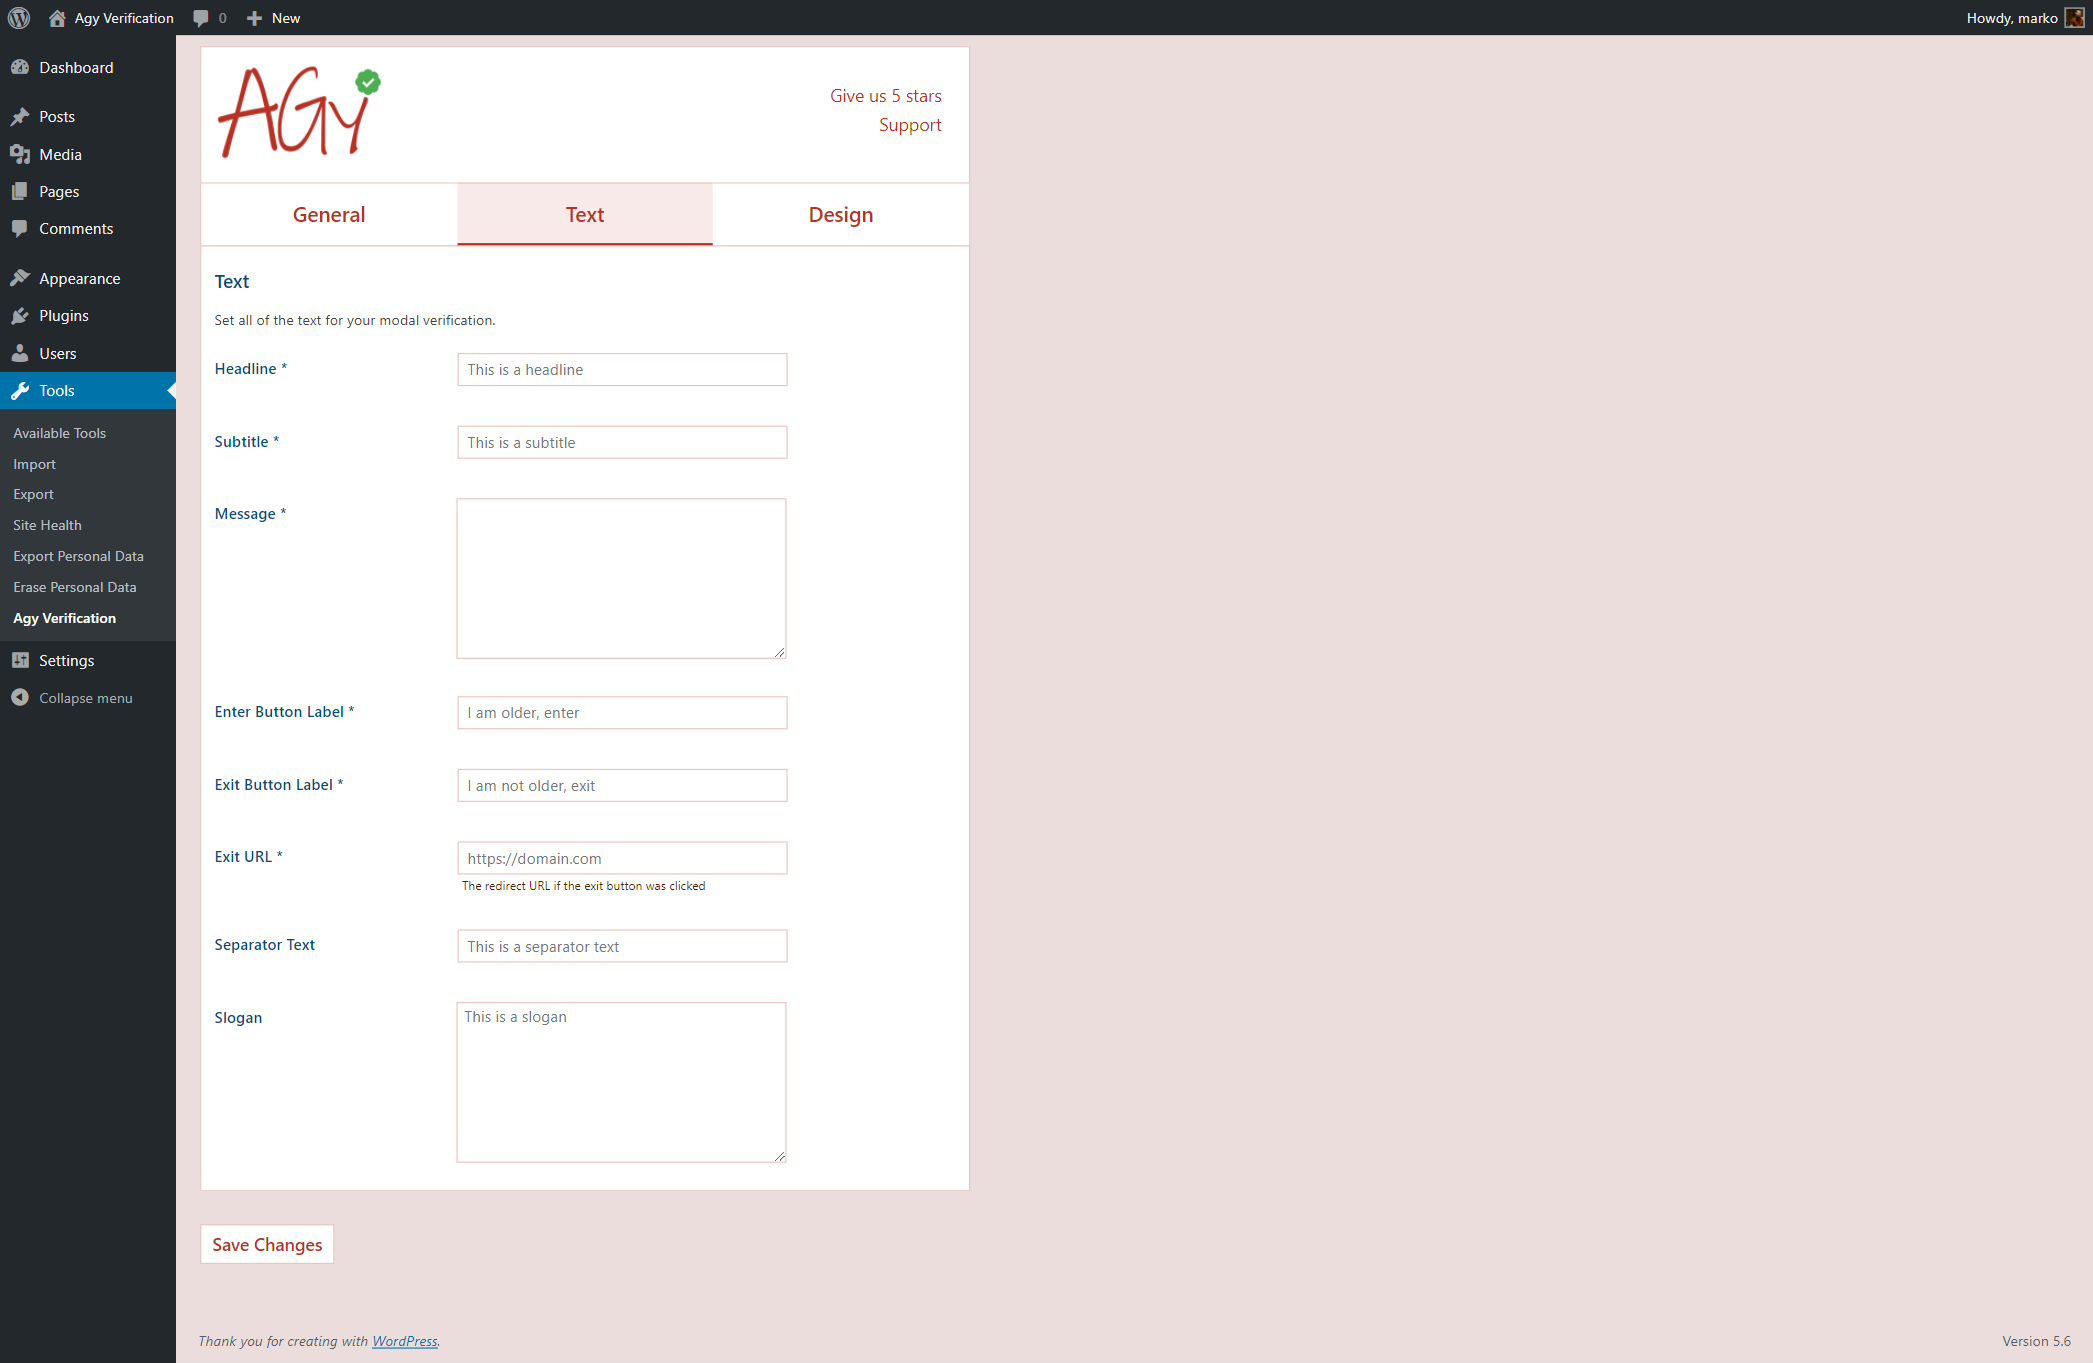 Agy Verification 0 New
Howdy, marko
Dashboard
Posts
Media
Pages
Comments
Appearance
Plugins
Users
Tools
Available Tools
Import
Export
Site Health
Export Personal Data
Erase Personal Data
Agy Verification
Settings
Collapse menu
AGy
Give us 5 stars
Support
General Text Design
Text
Set all of the text for your modal verification.
Headline * This is a headline
Subtitle * This is a subtitle
Message *
Enter Button Label * I am older, enter
Exit Button Label * I am not older, exit
Exit URL * https://domain.com
The redirect URL if the exit button was clicked
Separator Text This is a separator text
Slogan This is a slogan
Save Changes
Thank you for creating with WordPress.
Version 5.6